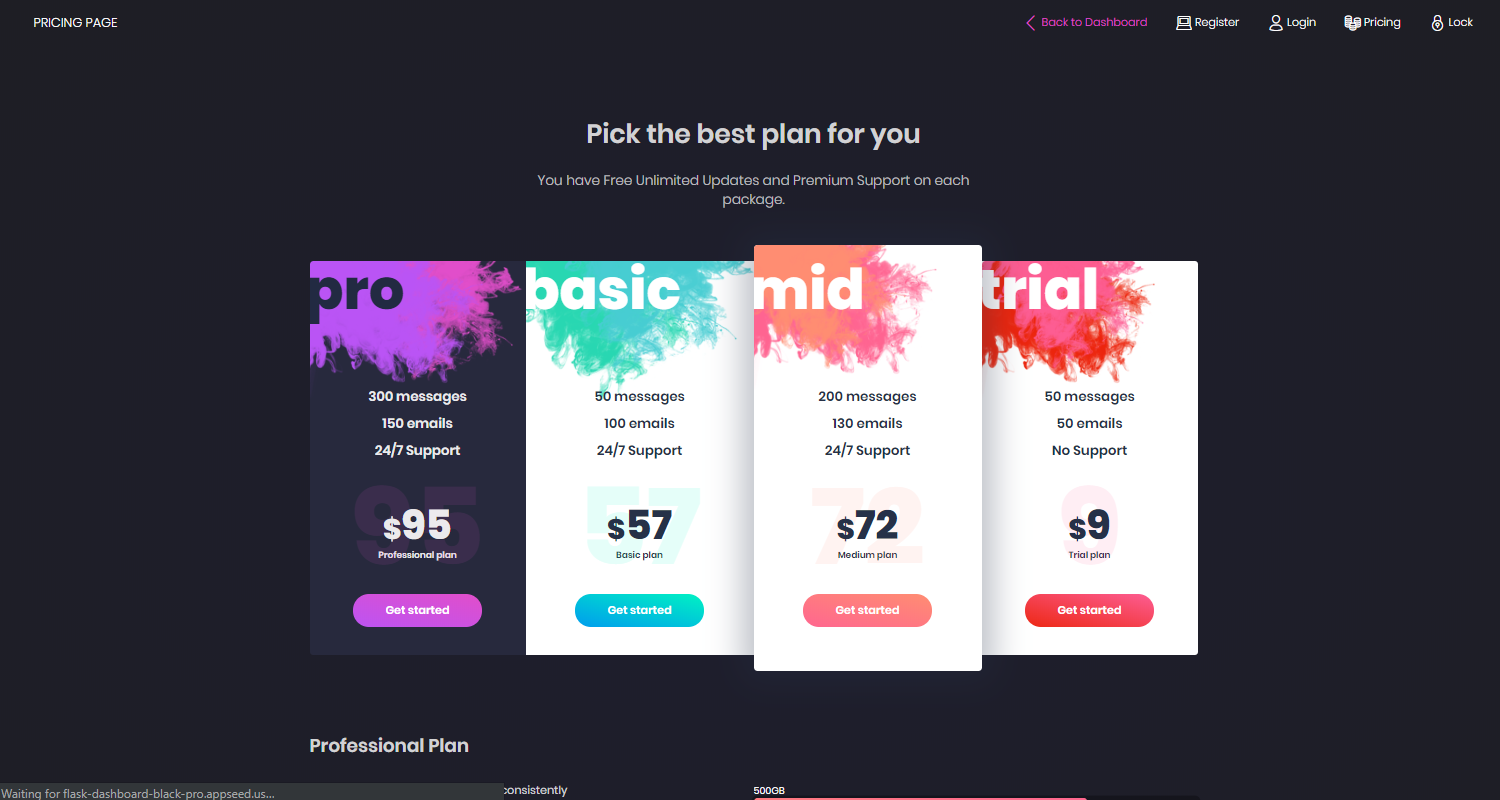 PRICING PAGE
Back to Dashboard
Register
Login
Pricing
Lock
Pick the best plan for you
You have Free Unlimited Updates and Premium Support on each
package.
pro
300 messages
150 emails
24/7 Support
95
$95
Professional plan
Get started
basic
50 messages
100 emails
24/7 Support
57
$57
Basic plan
Get started
mid
200 messages
130 emails
24/7 Support
72
$72
Medium plan
Get started
trial
50 messages
50 emails
No Support
9
$9
Trial plan
Get started
Professional Plan
consistently
500GB
Waiting for flask-dashboard-black-pro.appseed.us...